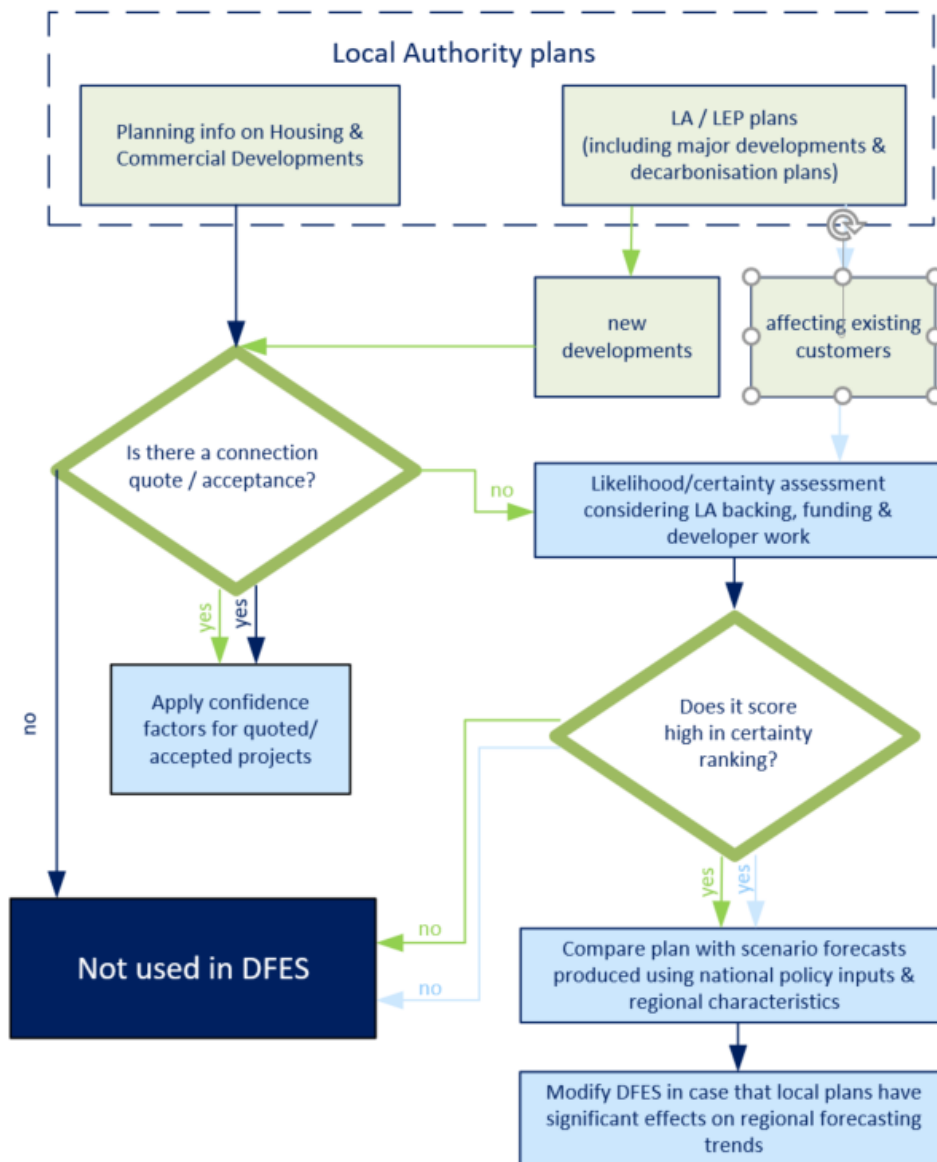 Local Authority plans
Planning info on Housing &
Commercial Developments
LA / LEP plans
(including major developments &
decarbonisation plans)
new
developments
affecting existing
customers
Is there a connection
quote / acceptance?
no
Likelihood/certainty assessment
considering LA backing, funding &
developer work
yes
yes
no
Apply confidence
factors for quoted/
accepted projects
Does it score
high in certainty
ranking?
yes
yes
no
no
Not used in DFES
Compare plan with scenario forecasts
produced using national policy inputs &
regional characteristics
Modify DFES in case that local plans have
significant effects on regional forecasting
trends